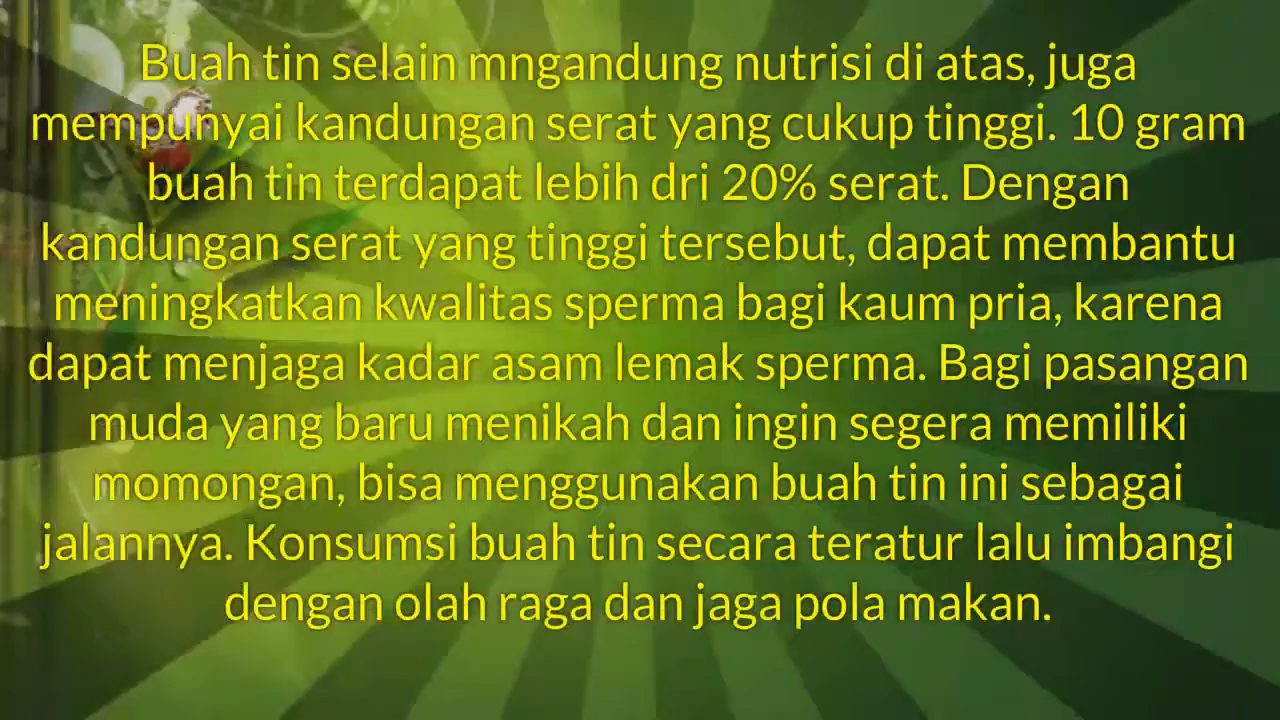 Buah tin selain mngandung nutrisi di atas, juga
mempunyai kandungan serat yang cukup tinggi. 10 gram
buah tin terdapat lebih dri 20% serat. Dengan
kandungan serat yang tinggi tersebut, dapat membantu
meningkatkan kwalitas sperma bagi kaum pria, karena
dapat menjaga kadar asam lemak sperma. Bagi pasangan
muda yang baru menikah dan ingin segera memiliki
momongan, bisa menggunakan buah tin ini sebagai
jalannya. Konsumsi buah tin secara teratur lalu imbangi
dengan olah raga dan jaga pola makan.